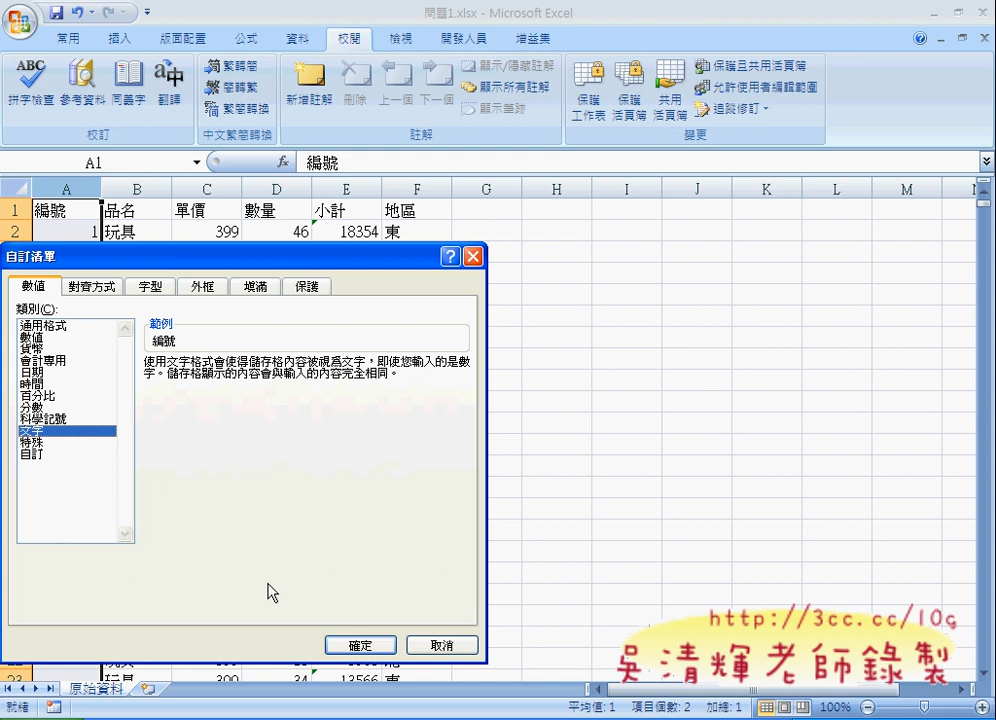 問題1.xlsx - Microsoft Excel
常用 插入 版面配置 公式 資料 校閱 檢視 開發人員 增益集
ABC
拼字檢查 參考資料 同義字 翻譯
校訂
繁轉簡
簡轉繁
繁簡轉換
中文繁簡轉換
新增註解 刪除 上一個 下一個
顯示/隱藏註解
顯示所有註解
顯示筆跡
註解
保護工作表 保護活頁簿 共用活頁簿
保護且共用活頁簿
允許使用者編輯範圍
追蹤修訂
變更
A1 fx 編號
A B C D E F G H I J K L M
1 編號 品名 單價 數量 小計 地區
2 1 玩具 399 46 18354 東
自訂清單
數值 對齊方式 字型 外框 填滿 保護
類別(C):
通用格式
數值
貨幣
會計專用
日期
時間
百分比
分數
科學記號
文字
特殊
自訂
範例
編號
使用文字格式會使得儲存格內容被視為文字，即使您輸入的是數
字。儲存格顯示的內容會與輸入的內容完全相同。
確定 取消
23 玩具 399 34 13566 東
原始資料
就緒 平均值: 1 項目個數: 2 加總: 1 100%
http://3cc.cc/10g
吳清輝老師錄製